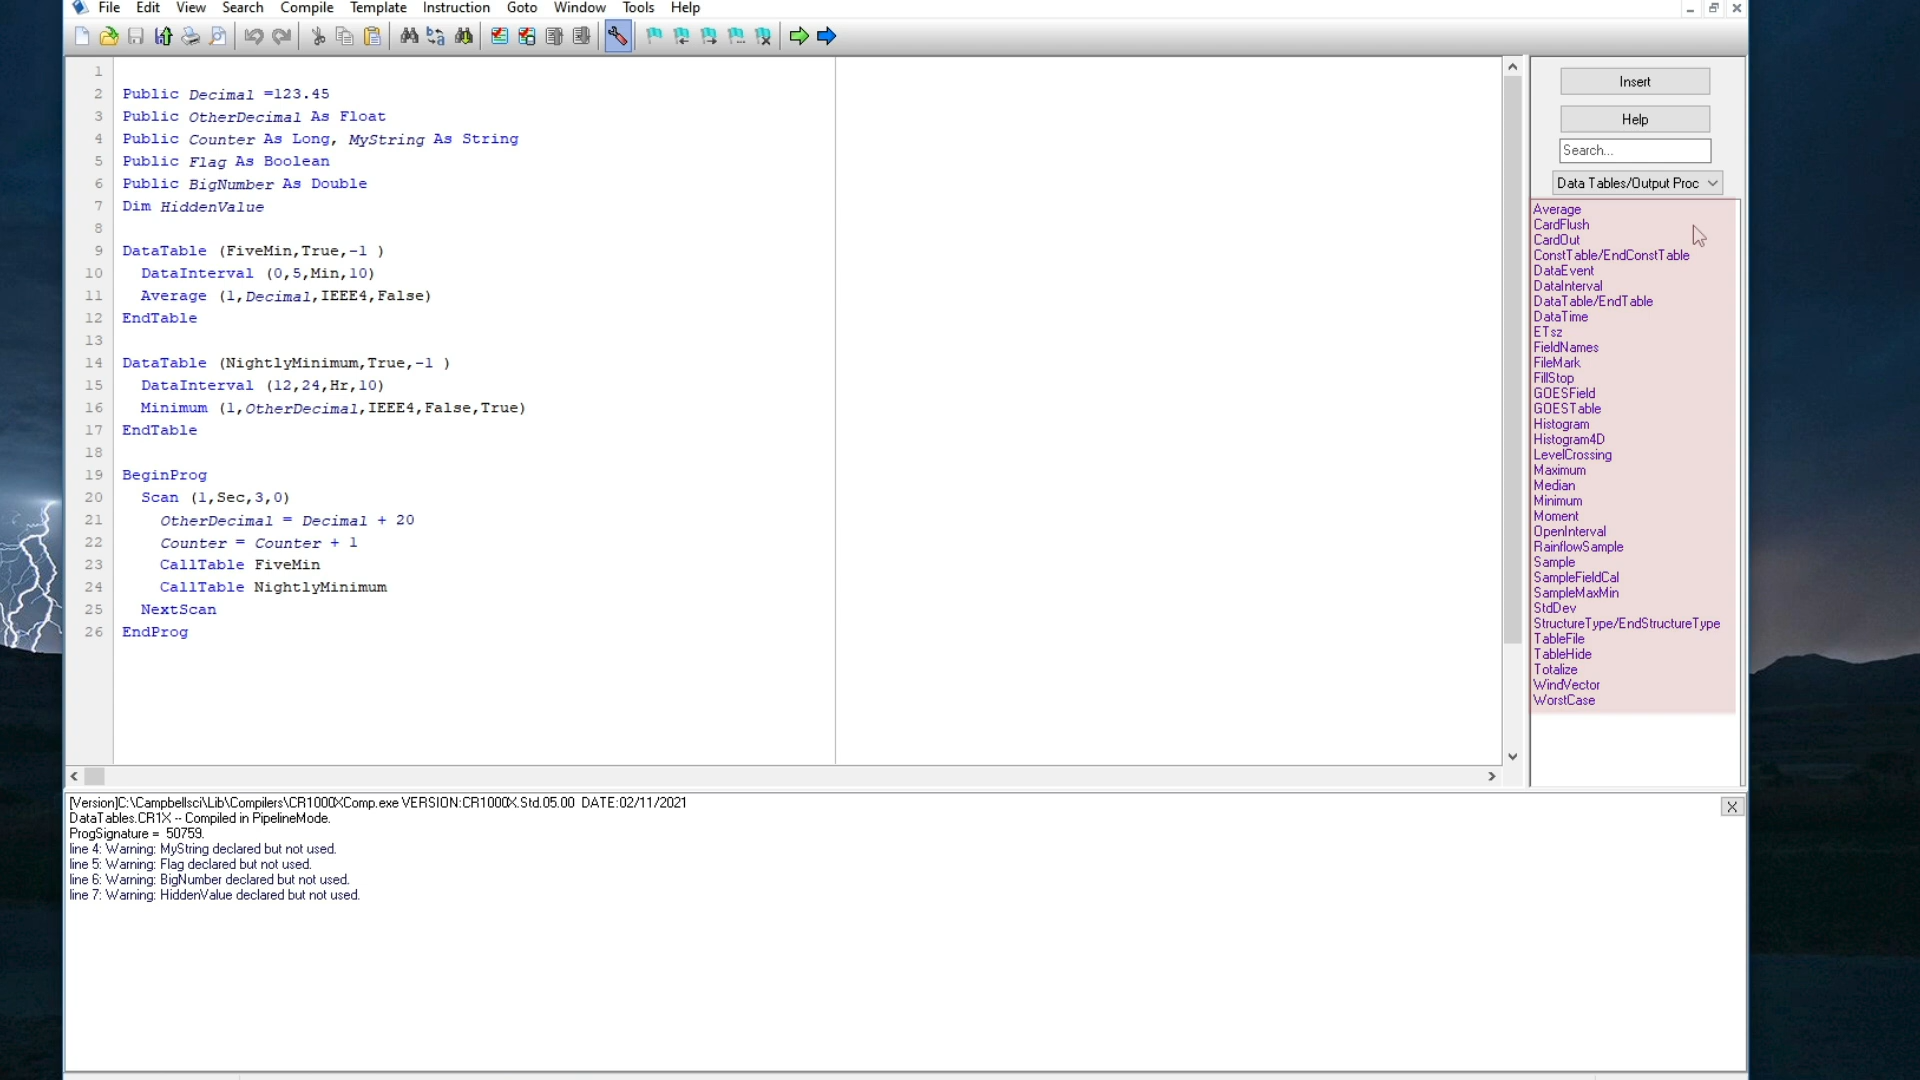 File Edit View Search Compile Template Instruction Goto Window Tools Help
1
2 Public Decimal =123.45
3 Public OtherDecimal As Float
4 Public Counter As Long, MyString As String
5 Public Flag As Boolean
6 Public BigNumber As Double
7 Dim HiddenValue
8
9 DataTable (FiveMin,True,-1 )
10 DataInterval (0,5,Min,10)
11 Average (1,Decimal,IEEE4,False)
12 EndTable
13
14 DataTable (NightlyMinimum,True,-1 )
15 DataInterval (12,24,Hr,10)
16 Minimum (1,OtherDecimal,IEEE4,False,True)
17 EndTable
18
19 BeginProg
20 Scan (1,Sec,3,0)
21 OtherDecimal = Decimal + 20
22 Counter = Counter + 1
23 CallTable FiveMin
24 CallTable NightlyMinimum
25 NextScan
26 EndProg
Insert
Help
Search...
Data Tables/Output Proc
Average
CardFlush
CardOut
ConstTable/EndConstTable
DataEvent
DataInterval
DataTable/EndTable
DataTime
ETsz
FieldNames
FileMark
FillStop
GOESField
GOESTable
Histogram
Histogram4D
LevelCrossing
Maximum
Median
Minimum
Moment
OpenInterval
RainflowSample
Sample
SampleFieldCal
SampleMaxMin
StdDev
StructureType/EndStructureType
TableFile
TableHide
Totalize
WindVector
WorstCase
[Version]C:\Campbellsci\Lib\Compilers\CR1000XComp.exe VERSION:CR1000X.Std.05.00 DATE:02/11/2021
DataTables.CR1X -- Compiled in PipelineMode.
ProgSignature = 50759.
line 4: Warning: MyString declared but not used.
line 5: Warning: Flag declared but not used.
line 6: Warning: BigNumber declared but not used.
line 7: Warning: HiddenValue declared but not used.